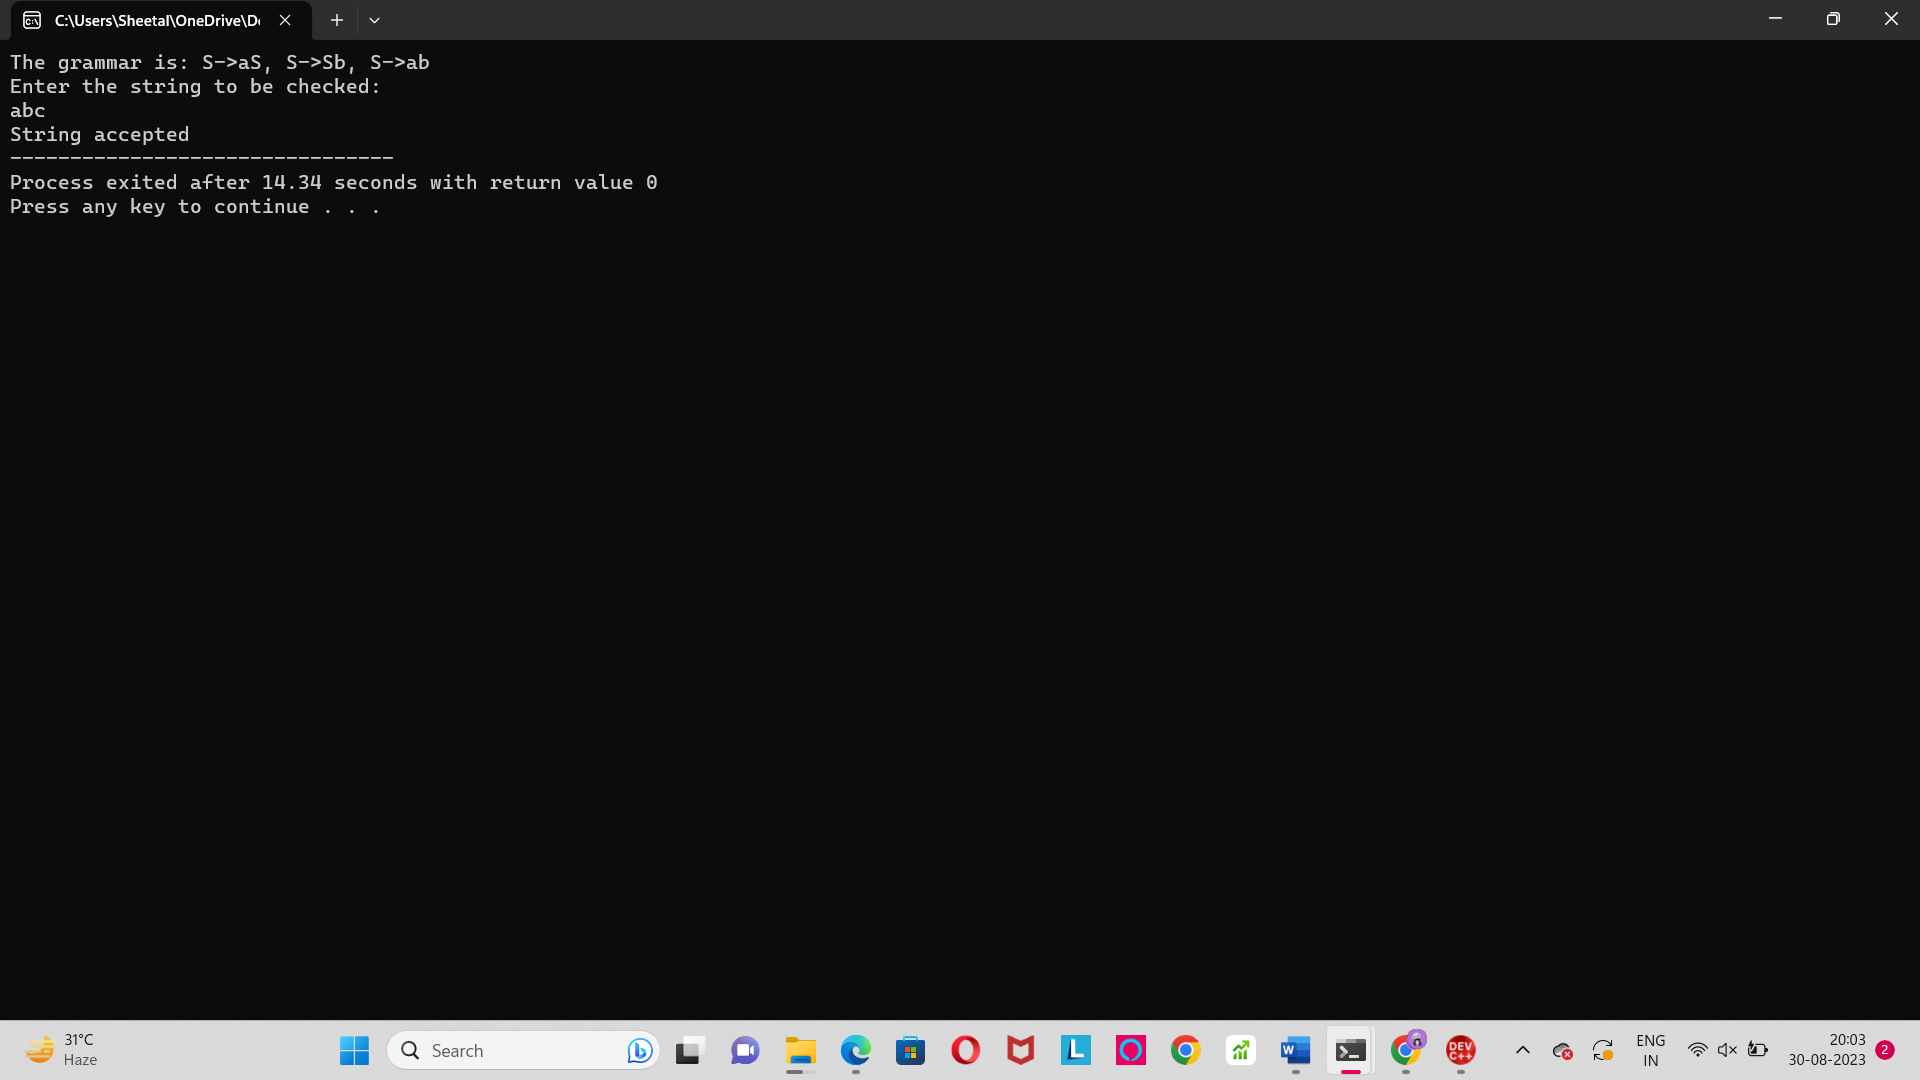 C:\Users\Sheetal\OneDrive\De
The grammar is: S->aS, S->Sb, S->ab
Enter the string to be checked:
abc
String accepted
--------------------------------
Process exited after 14.34 seconds with return value 0
Press any key to continue . . .
31°C
Haze
Search
L
W
DEV
C++
ENG
IN
20:03
30-08-2023
2